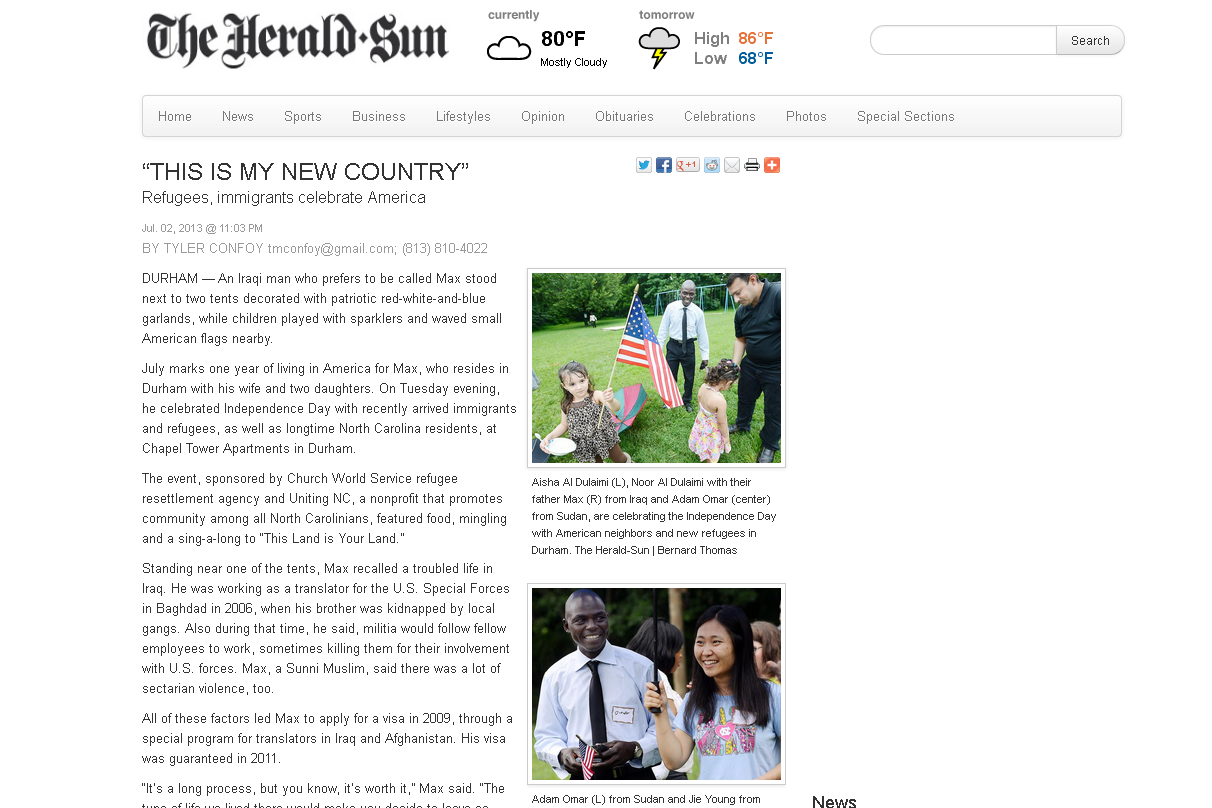 The Herald-Sun
currently
80°F
Mostly Cloudy
tomorrow
High 86°F
Low 68°F
Search
Home News Sports Business Lifestyles Opinion Obituaries Celebrations Photos Special Sections
“THIS IS MY NEW COUNTRY”
Refugees, immigrants celebrate America
+1
Jul. 02, 2013 @ 11:03 PM
BY TYLER CONFOY tmconfoy@gmail.com; (813) 810-4022
DURHAM — An Iraqi man who prefers to be called Max stood
next to two tents decorated with patriotic red-white-and-blue
garlands, while children played with sparklers and waved small
American flags nearby.
July marks one year of living in America for Max, who resides in
Durham with his wife and two daughters. On Tuesday evening,
he celebrated Independence Day with recently arrived immigrants
and refugees, as well as longtime North Carolina residents, at
Chapel Tower Apartments in Durham.
The event, sponsored by Church World Service refugee
resettlement agency and Uniting NC, a nonprofit that promotes
community among all North Carolinians, featured food, mingling
and a sing-a-long to "This Land is Your Land."
Standing near one of the tents, Max recalled a troubled life in
Iraq. He was working as a translator for the U.S. Special Forces
in Baghdad in 2006, when his brother was kidnapped by local
gangs. Also during that time, he said, militia would follow fellow
employees to work, sometimes killing them for their involvement
with U.S. forces. Max, a Sunni Muslim, said there was a lot of
sectarian violence, too.
All of these factors led Max to apply for a visa in 2009, through a
special program for translators in Iraq and Afghanistan. His visa
was guaranteed in 2011.
"It's a long process, but you know, it's worth it," Max said. "The
type of life we lived there would make you decide to leave as
Aisha Al Dulaimi (L), Noor Al Dulaimi with their
father Max (R) from Iraq and Adam Omar (center)
from Sudan, are celebrating the Independence Day
with American neighbors and new refugees in
Durham. The Herald-Sun | Bernard Thomas
Adam Omar (L) from Sudan and Jie Young from
News